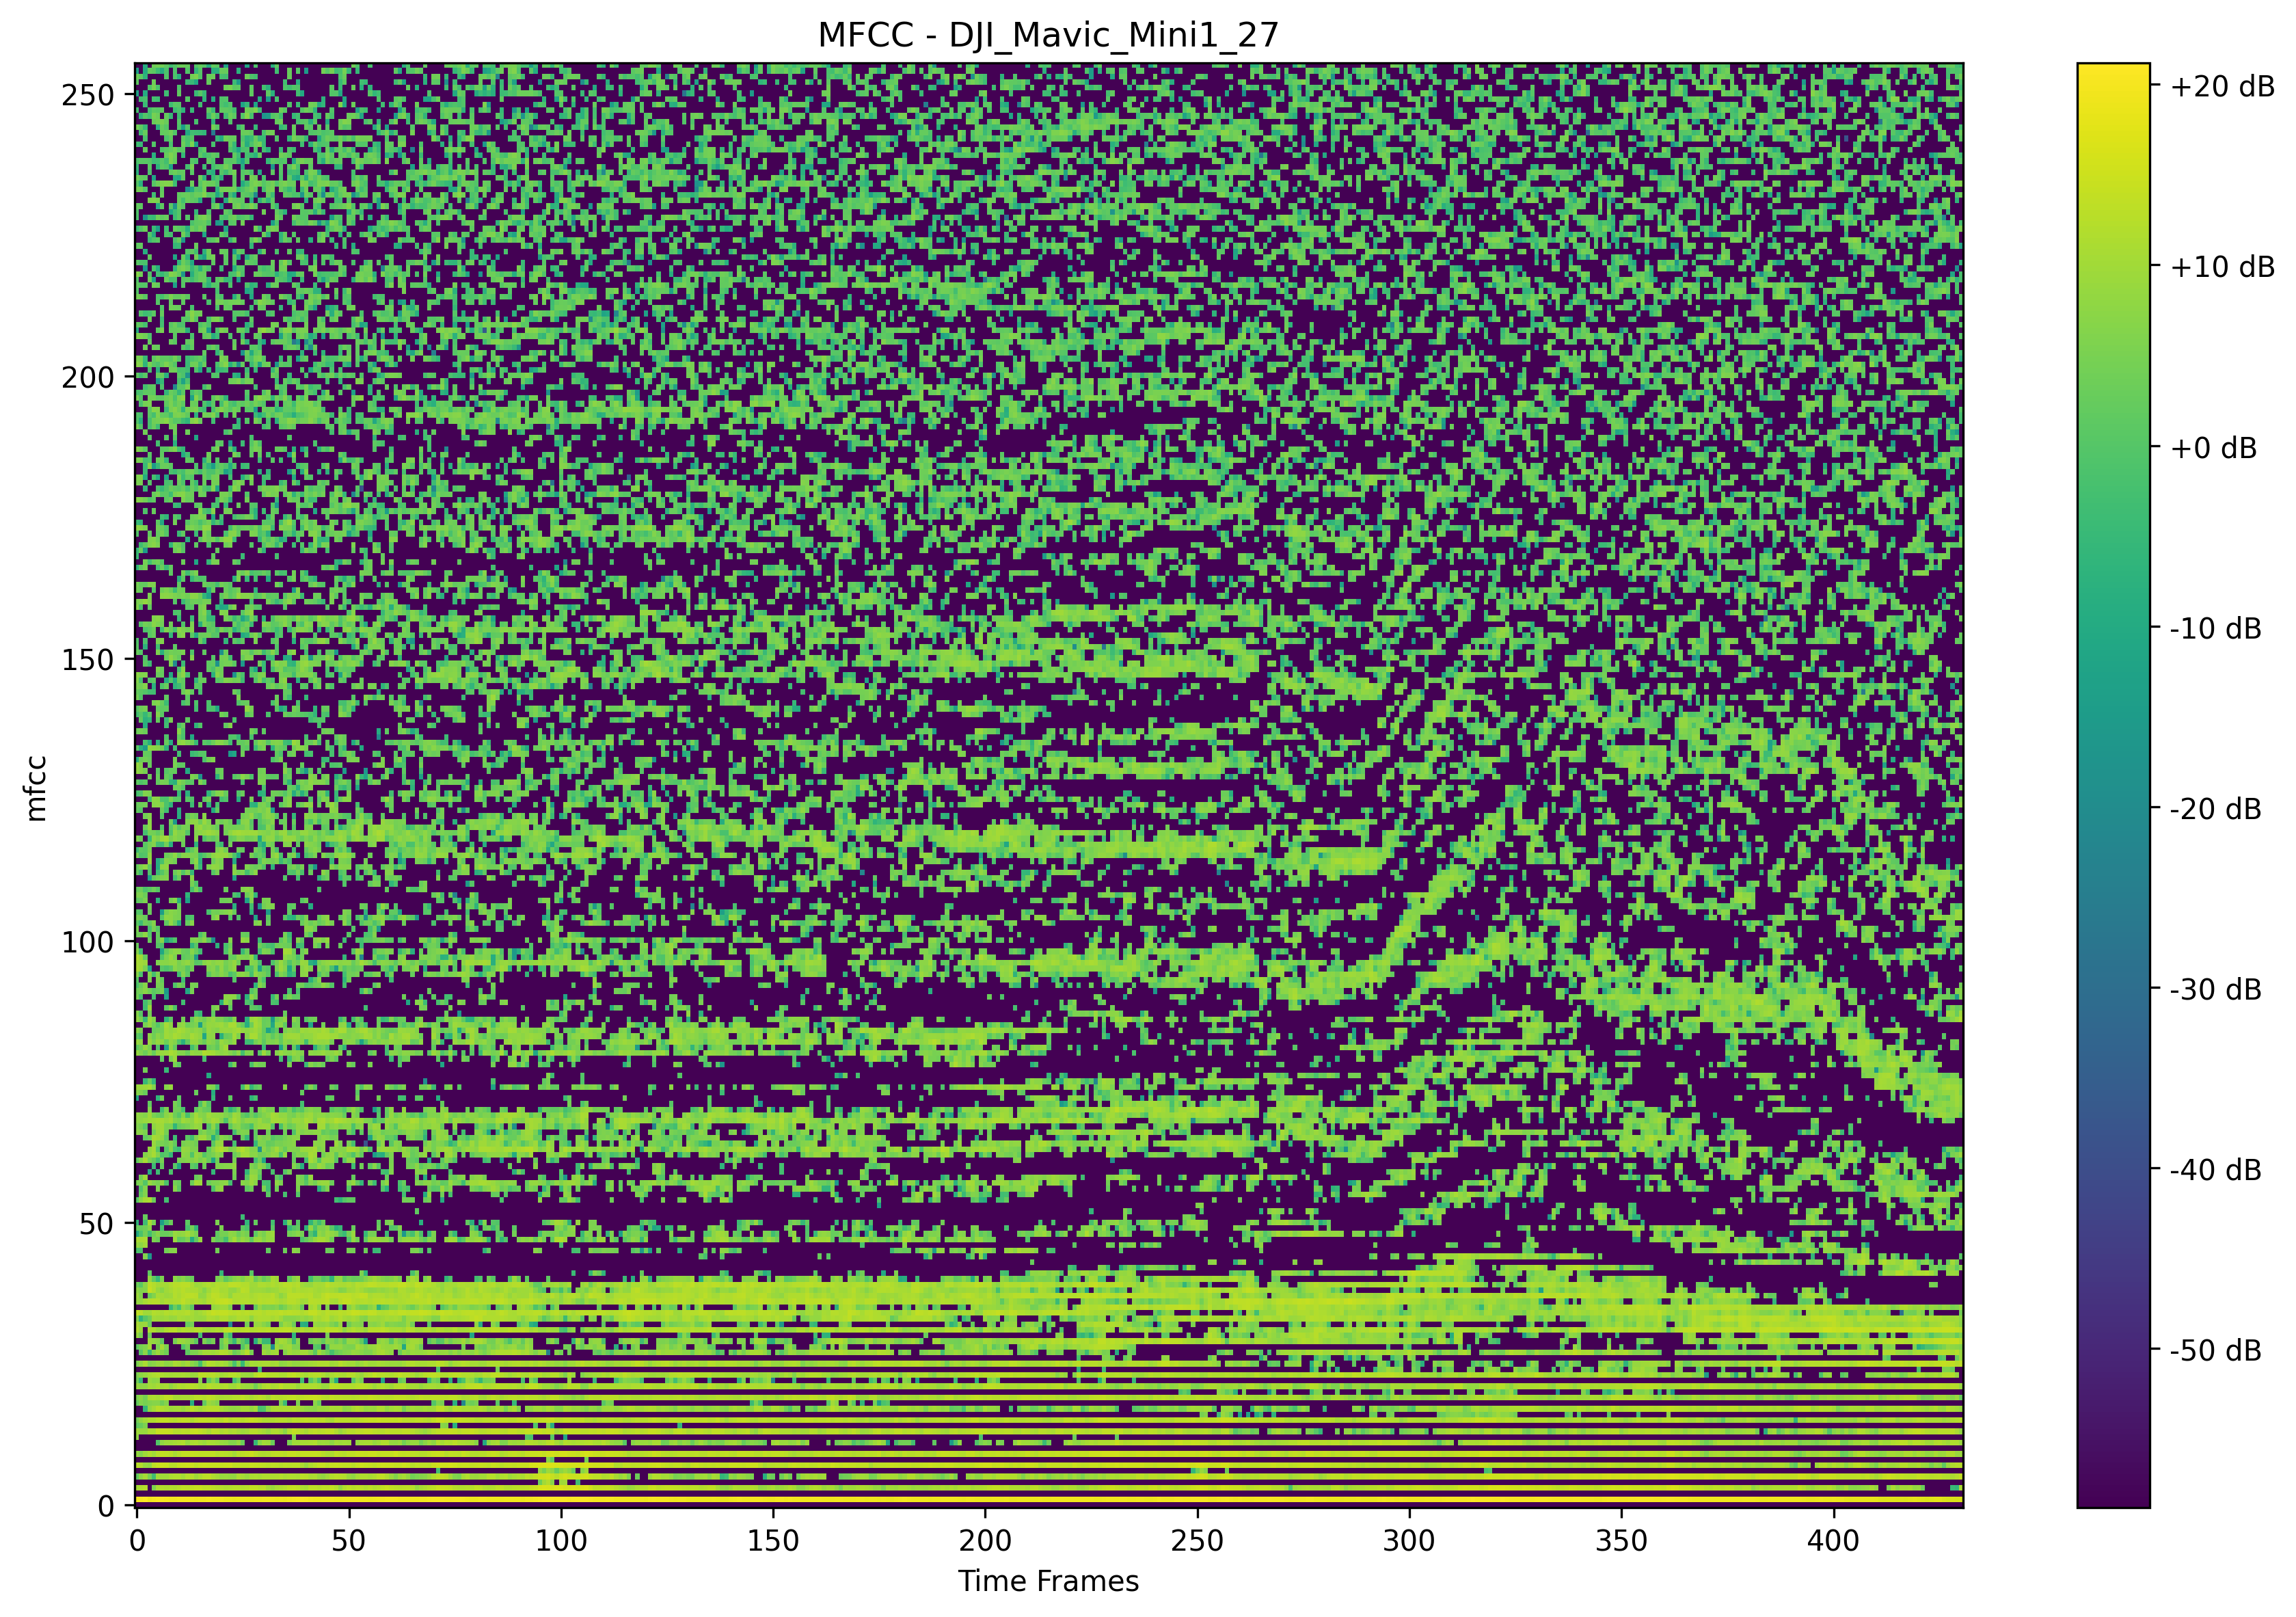 MFCC - DJI_Mavic_Mini1_27
250
200
150
100
50
0
mfcc
0 50 100 150 200 250 300 350 400
Time Frames
+20 dB
+10 dB
+0 dB
-10 dB
-20 dB
-30 dB
-40 dB
-50 dB